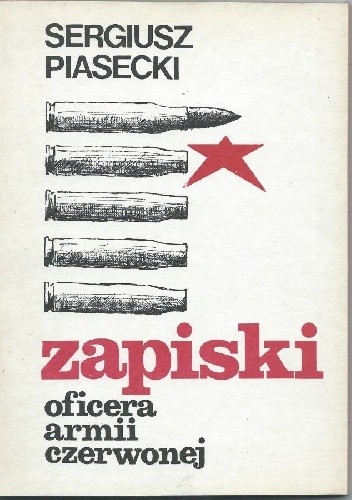 SERGIUSZ
PIASECKI
zapiski
oficera
armii
czerwonej